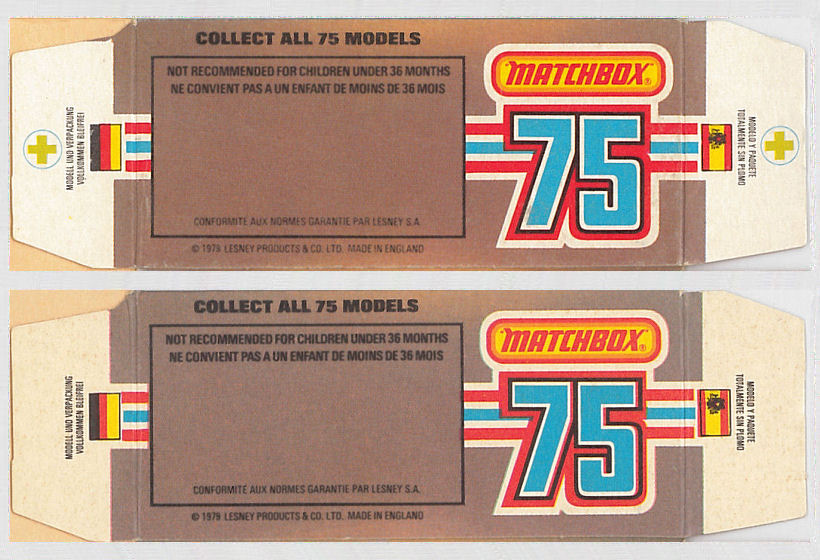 COLLECT ALL 75 MODELS
NOT RECOMMENDED FOR CHILDREN UNDER 36 MONTHS
NE CONVIENT PAS A UN ENFANT DE MOINS DE 36 MOIS
MODELL UND VERPACKUNG
VOLLKOMMEN BLEIFREI
CONFORMITÉ AUX NORMES GARANTIE PAR LESNEY S.A.
© 1979 LESNEY PRODUCTS & CO. LTD. MADE IN ENGLAND
"MATCHBOX"®
75
MODELO Y PAQUETE
TOTALMENTE SIN PLOMO
COLLECT ALL 75 MODELS
NOT RECOMMENDED FOR CHILDREN UNDER 36 MONTHS
NE CONVIENT PAS A UN ENFANT DE MOINS DE 36 MOIS
MODELL UND VERPACKUNG
VOLLKOMMEN BLEIFREI
CONFORMITÉ AUX NORMES GARANTIE PAR LESNEY S.A.
© 1979 LESNEY PRODUCTS & CO. LTD. MADE IN ENGLAND
"MATCHBOX"®
75
MODELO Y PAQUETE
TOTALMENTE SIN PLOMO